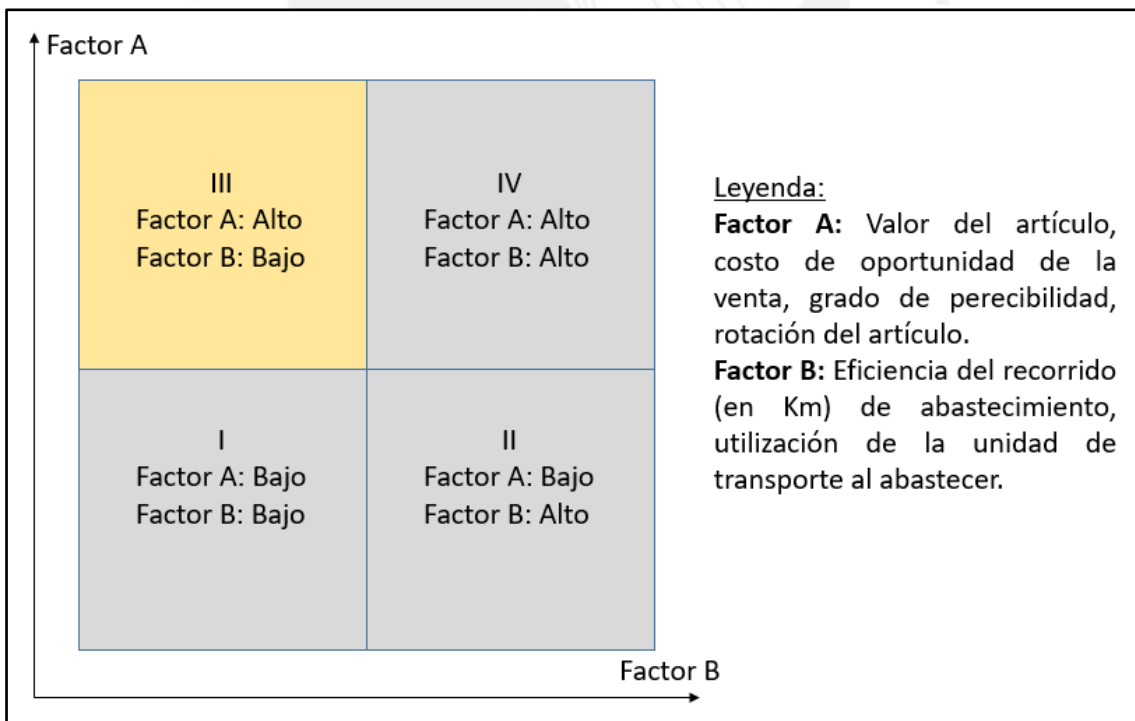 Factor A
III
Factor A: Alto
Factor B: Bajo
IV
Factor A: Alto
Factor B: Alto
I
Factor A: Bajo
Factor B: Bajo
II
Factor A: Bajo
Factor B: Alto
Factor B
Leyenda:
Factor A: Valor del artículo,
costo de oportunidad de la
venta, grado de perecibilidad,
rotación del artículo.
Factor B: Eficiencia del recorrido
(en Km) de abastecimiento,
utilización de la unidad de
transporte al abastecer.